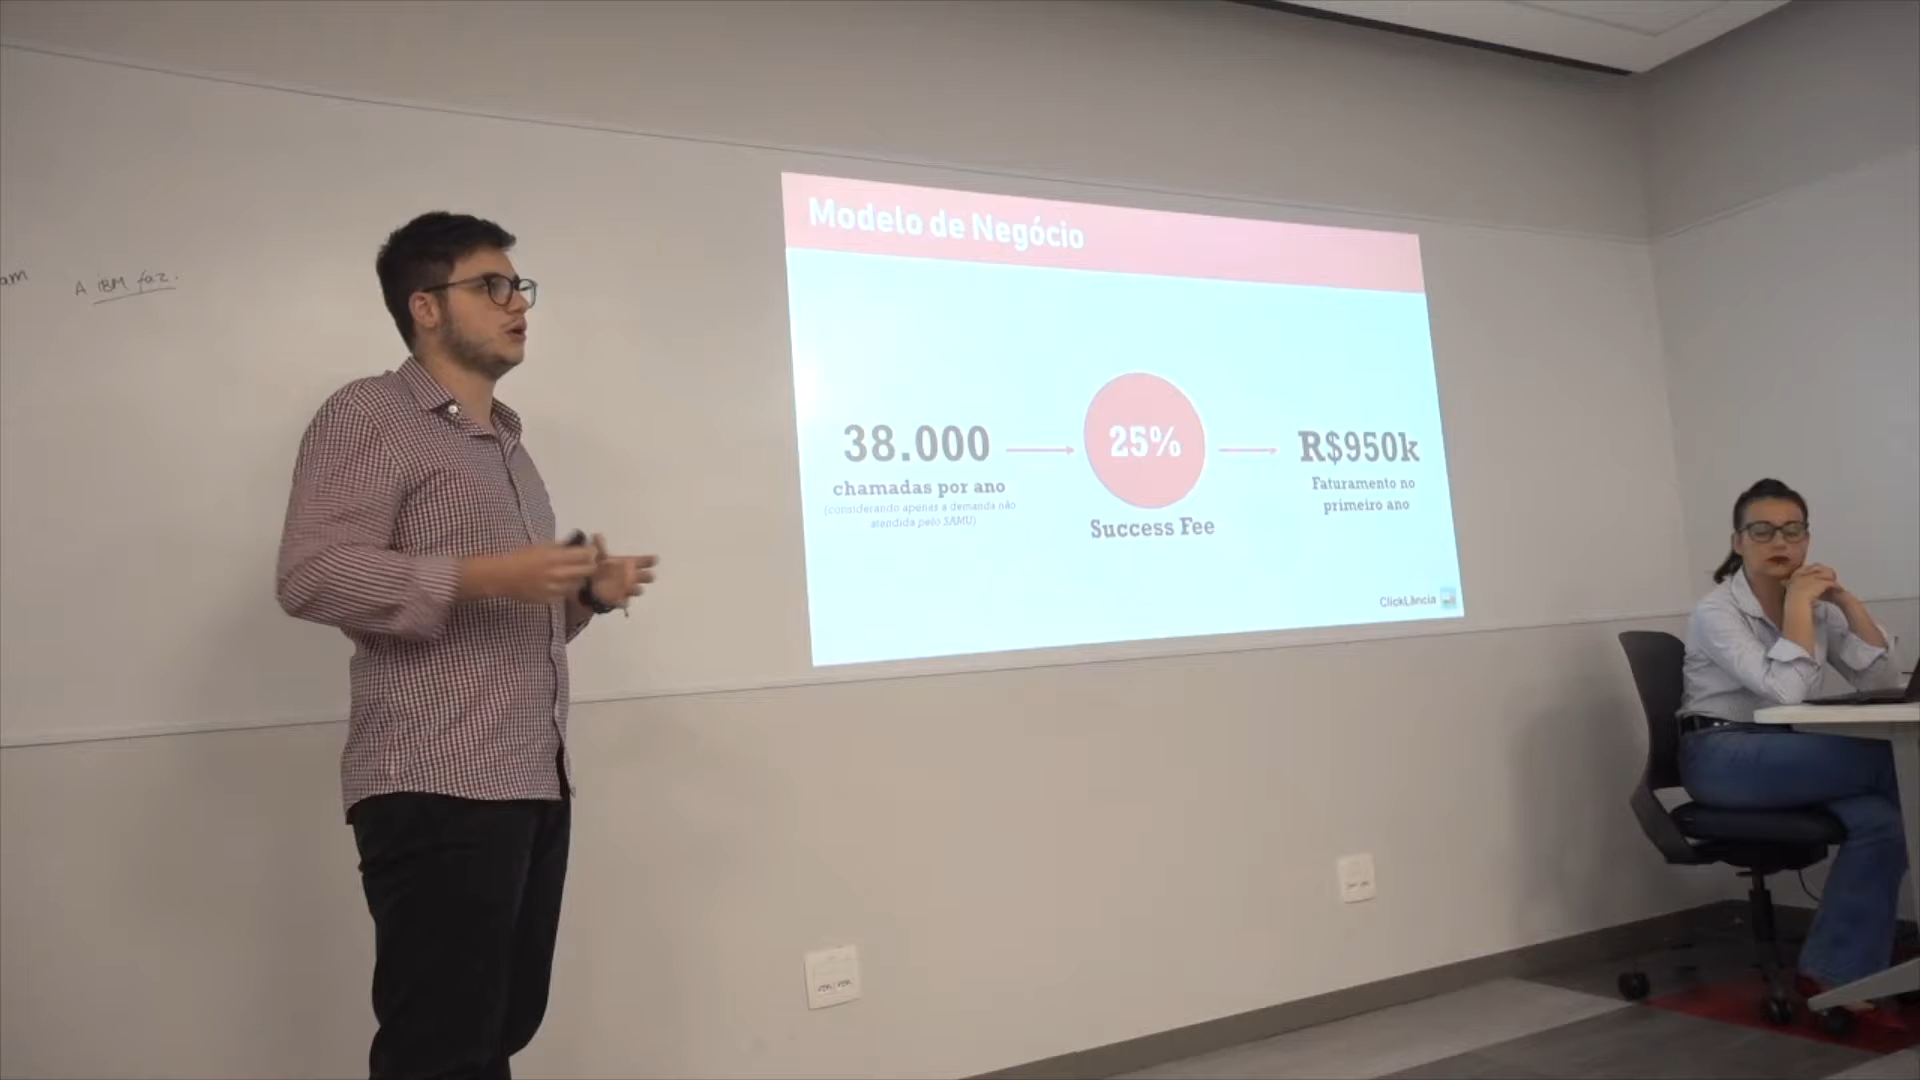 am
A IBM faz.
Modelo de Negócio
38.000
chamadas por ano
(considerando apenas a demanda não
atendida pelo SAMU)
25%
Success Fee
R$950k
Faturamento no
primeiro ano
ClickLância